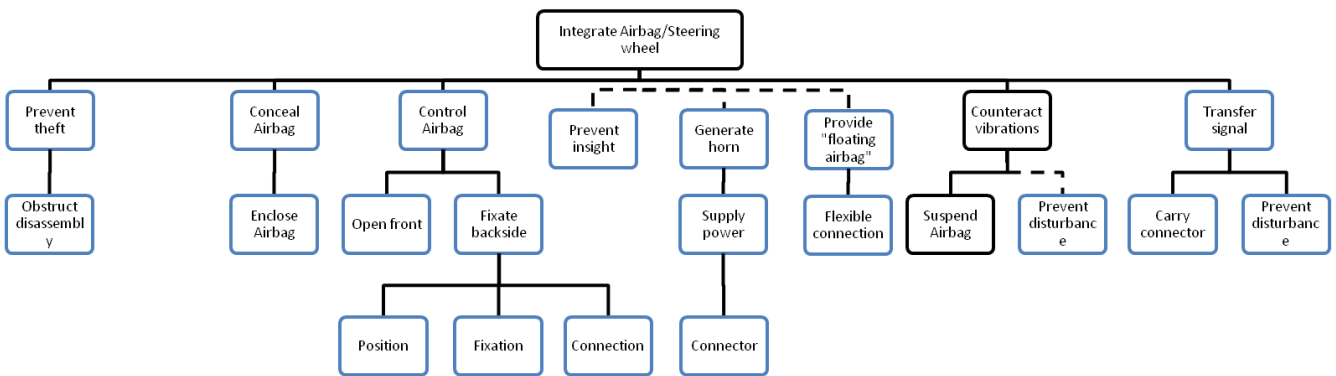 Integrate Airbag/Steering
wheel
Prevent
theft
Conceal
Airbag
Control
Airbag
Prevent
insight
Generate
horn
Provide
"floating
airbag"
Counteract
vibrations
Transfer
signal
Obstruct
disassembl
y
Enclose
Airbag
Open front
Fixate
backside
Supply
power
Flexible
connection
Suspend
Airbag
Prevent
disturbanc
e
Carry
connector
Prevent
disturbanc
e
Position
Fixation
Connection
Connector